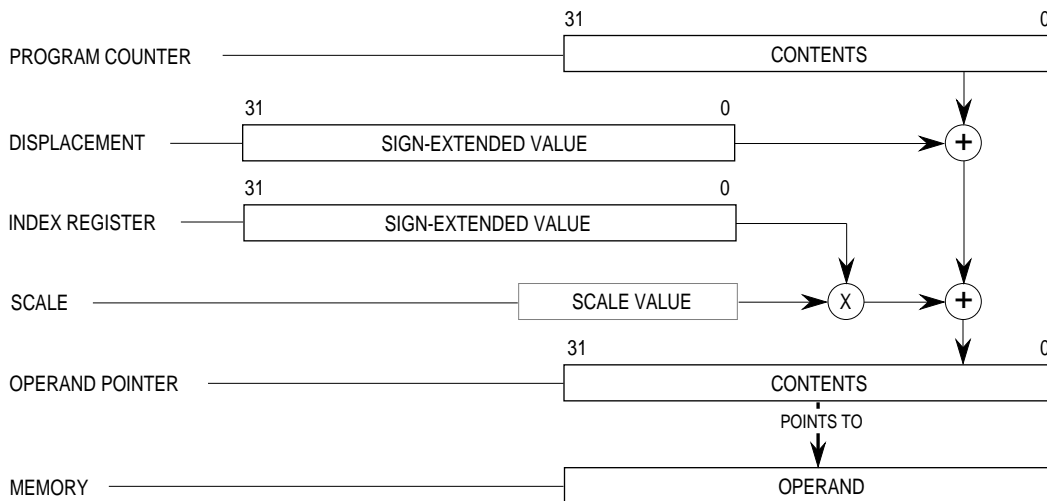 31 0
PROGRAM COUNTER CONTENTS
31 0
DISPLACEMENT SIGN-EXTENDED VALUE +
31 0
INDEX REGISTER SIGN-EXTENDED VALUE
SCALE SCALE VALUE X +
31 0
OPERAND POINTER CONTENTS
POINTS TO
MEMORY OPERAND